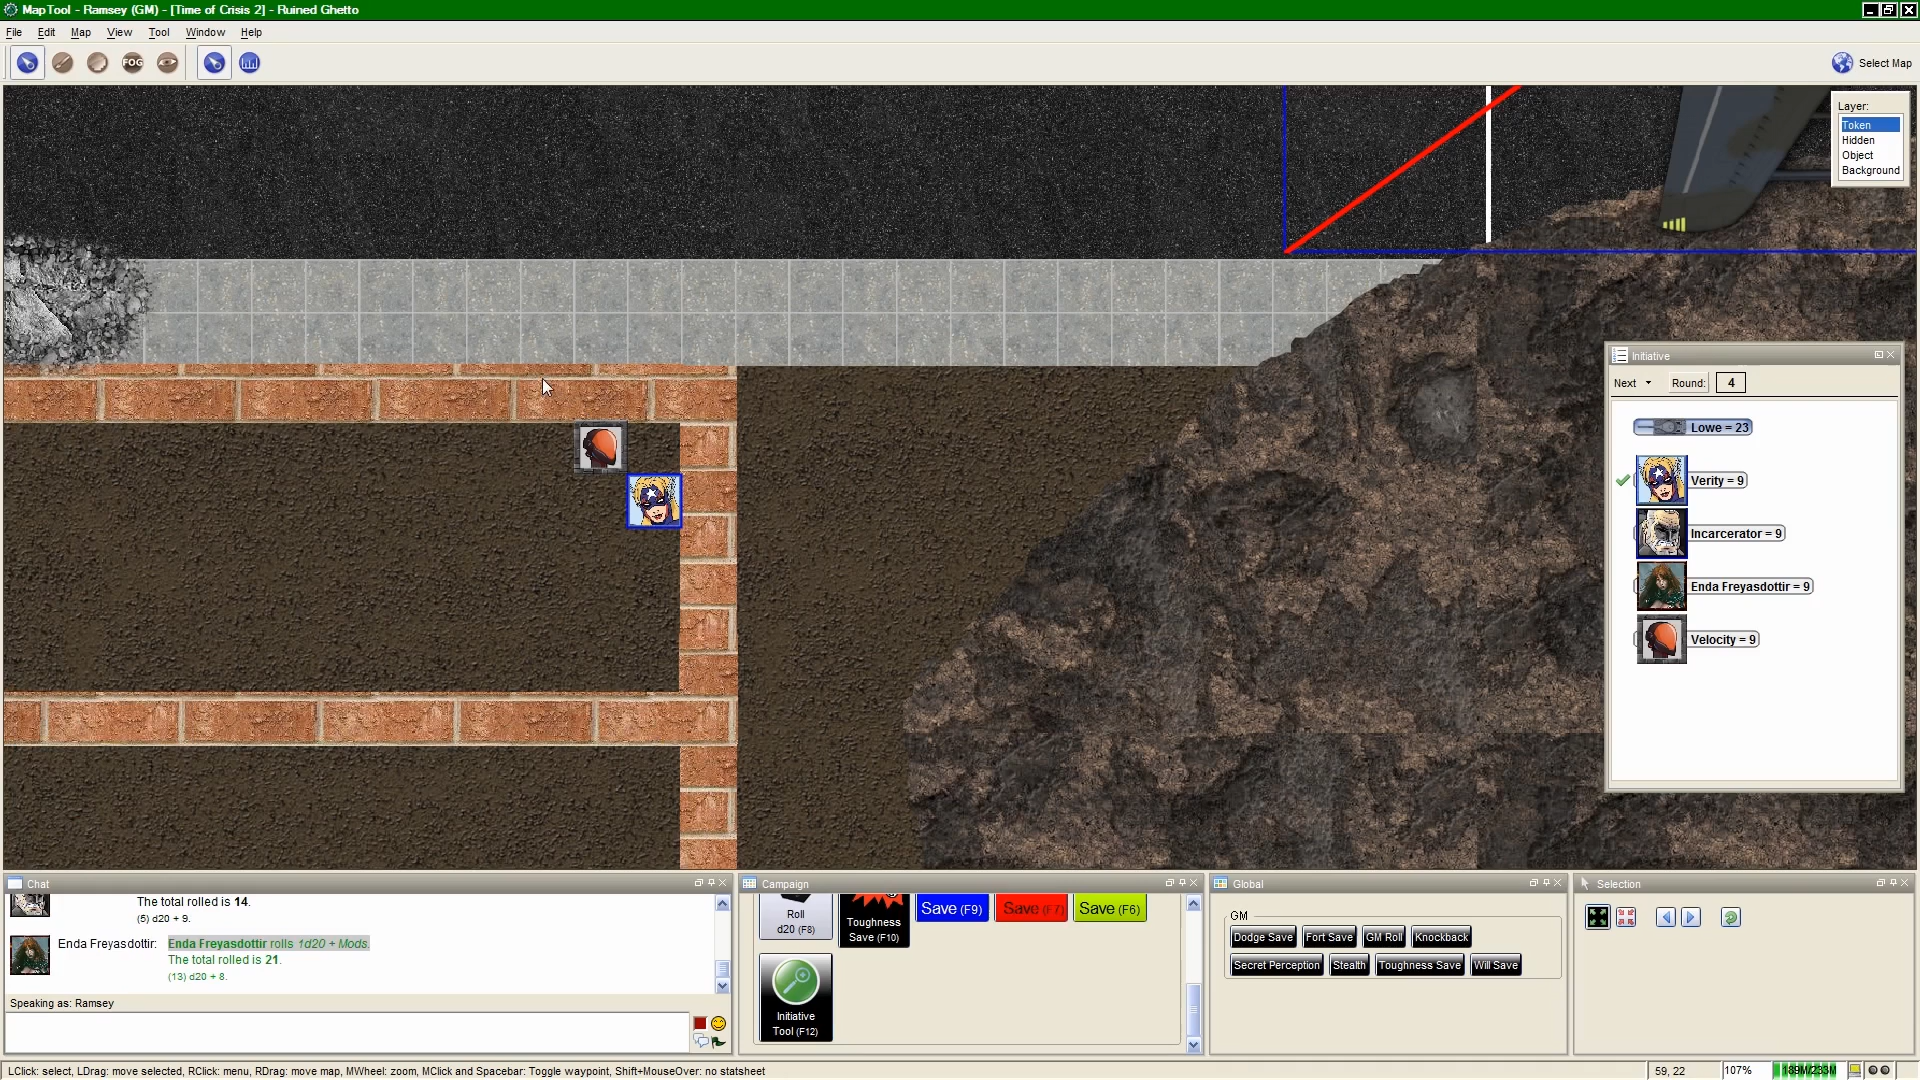 MapTool - Ramsey (GM) - [Time of Crisis 2] - Ruined Ghetto
File Edit Map View Tool Window Help
FOG
Select Map
Layer:
Token
Hidden
Object
Background
Initiative
Next Round: 4
Lowe = 23
Verity = 9
Incarcerator = 9
Enda Freyasdottir = 9
Velocity = 9
Chat
The total rolled is 14.
(5) d20 + 9.
Enda Freyasdottir: Enda Freyasdottir rolls 1d20 + Mods.
The total rolled is 21.
(13) d20 + 8.
Speaking as: Ramsey
Campaign
Roll
d20 (F8)
Toughness
Save (F10)
Save (F9)
Save (F7)
Save (F6)
Initiative
Tool (F12)
Global
GM
Dodge Save Fort Save GM Roll Knockback
Secret Perception Stealth Toughness Save Will Save
Selection
LClick: select, LDrag: move selected, RClick: menu, RDrag: move map, MWheel: zoom, MClick and Spacebar: Toggle waypoint, Shift+MouseOver: no statsheet
59, 22
107%
189M/233M